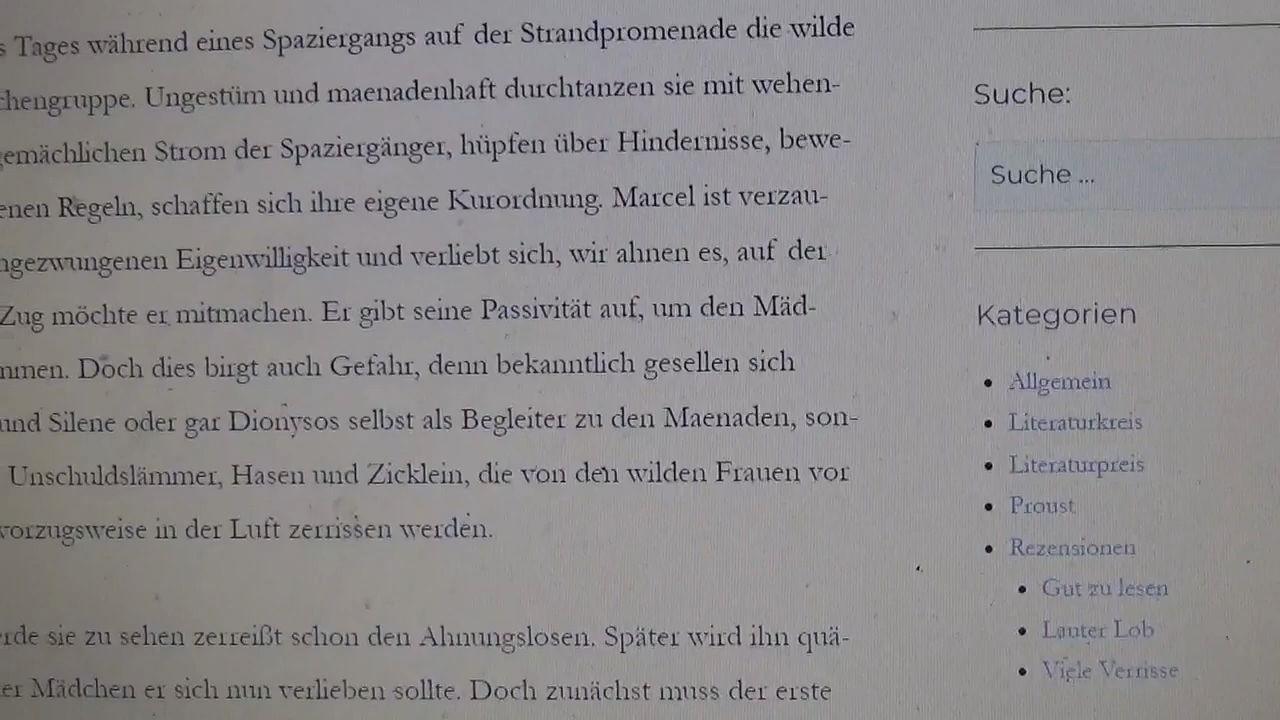 Tages während eines Spaziergangs auf der Strandpromenade die wilde
chengruppe. Ungestüm und maenadenhaft durchtanzen sie mit wehen-
gemächlichen Strom der Spaziergänger, hüpfen über Hindernisse, bewe-
enen Regeln, schaffen sich ihre eigene Kurordnung. Marcel ist verzau-
ngezwungenen Eigenwilligkeit und verliebt sich, wir ahnen es, auf der
Zug möchte er mitmachen. Er gibt seine Passivität auf, um den Mäd-
mmen. Doch dies birgt auch Gefahr, denn bekanntlich gesellen sich
und Silene oder gar Dionysos selbst als Begleiter zu den Maenaden, son-
Unschuldslämmer, Hasen und Zicklein, die von den wilden Frauen vor
vorzugsweise in der Luft zerrissen werden.
rde sie zu sehen zerreißt schon den Ahnungslosen. Später wird ihn quä-
er Mädchen er sich nun verlieben sollte. Doch zunächst muss der erste
Suche:
Suche ...
Kategorien
Allgemein
Literaturkreis
Literaturpreis
Proust
Rezensionen
Gut zu lesen
Lauter Lob
Viele Verrisse